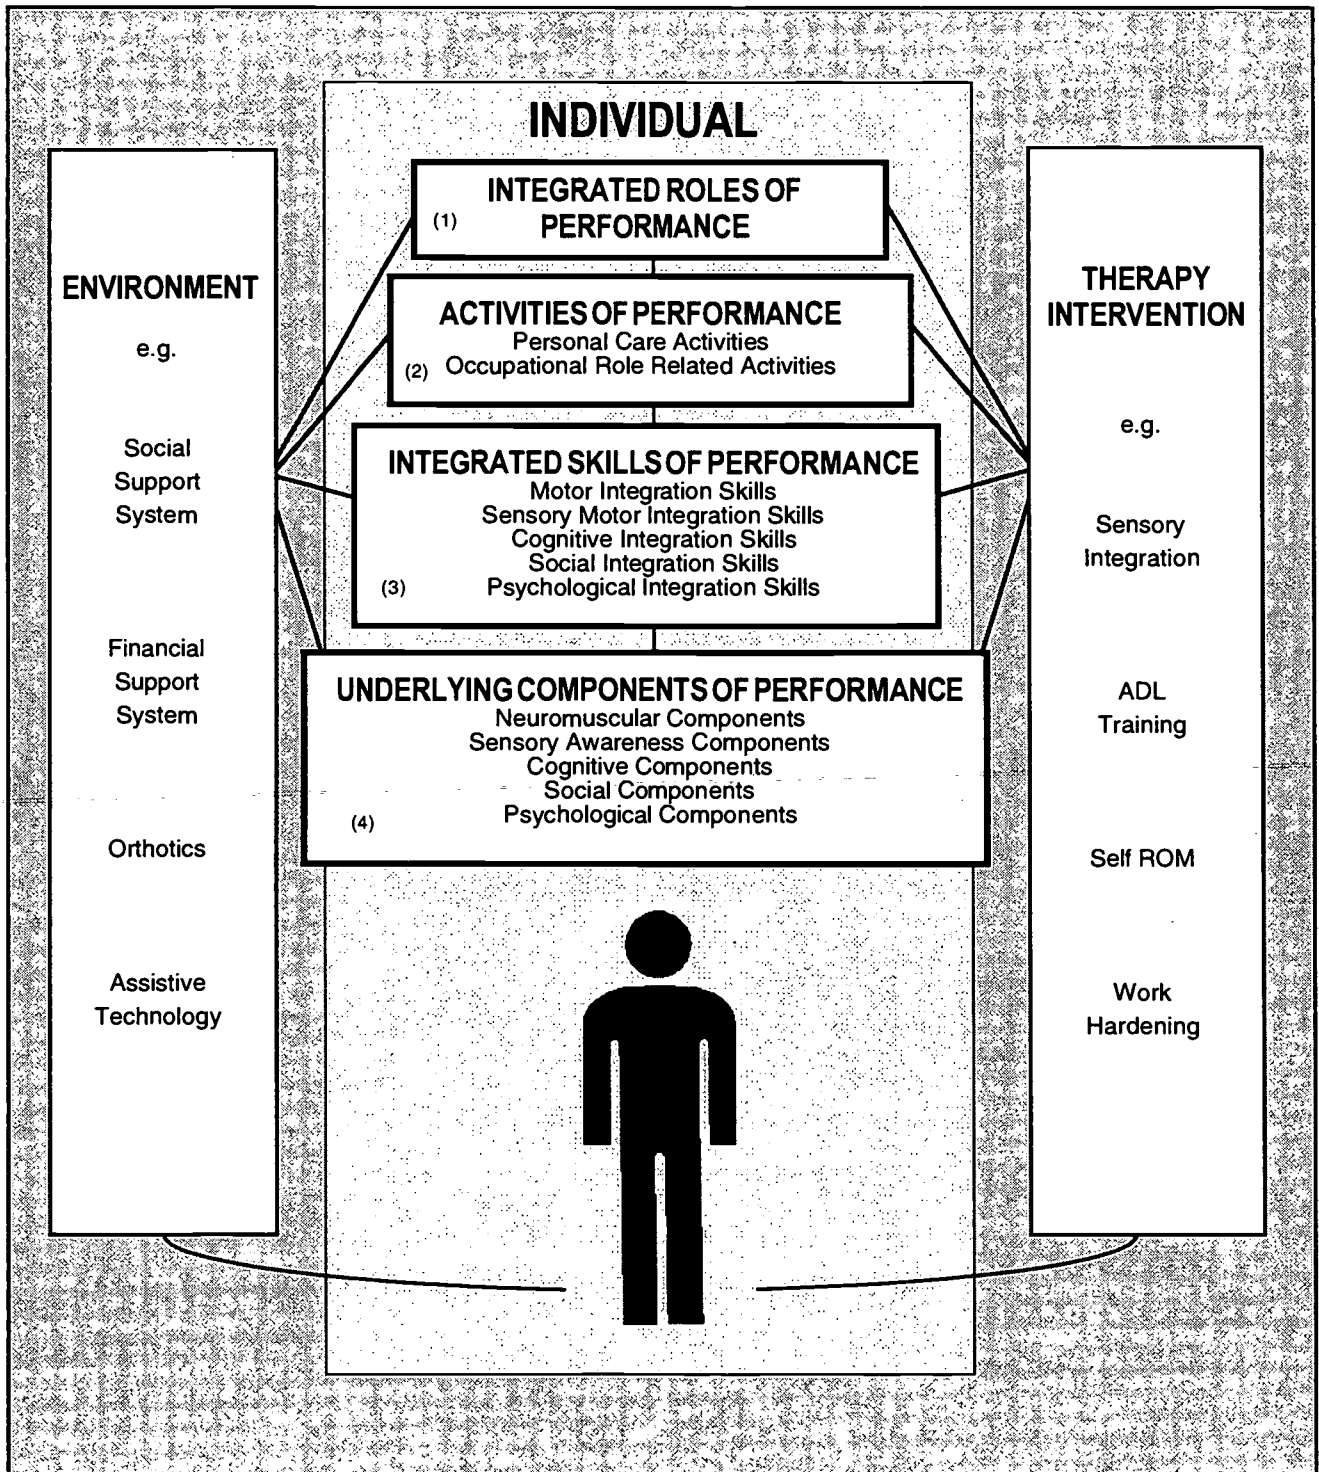 INDIVIDUAL
INTEGRATED ROLES OF
PERFORMANCE
(1)
ACTIVITIES OF PERFORMANCE
Personal Care Activities
Occupational Role Related Activities
(2)
INTEGRATED SKILLS OF PERFORMANCE
Motor Integration Skills
Sensory Motor Integration Skills
Cognitive Integration Skills
Social Integration Skills
Psychological Integration Skills
(3)
UNDERLYING COMPONENTS OF PERFORMANCE
Neuromuscular Components
Sensory Awareness Components
Cognitive Components
Social Components
Psychological Components
(4)
ENVIRONMENT
e.g.
Social
Support
System
Financial
Support
System
Orthotics
Assistive
Technology
THERAPY
INTERVENTION
e.g.
Sensory
Integration
ADL
Training
Self ROM
Work
Hardening